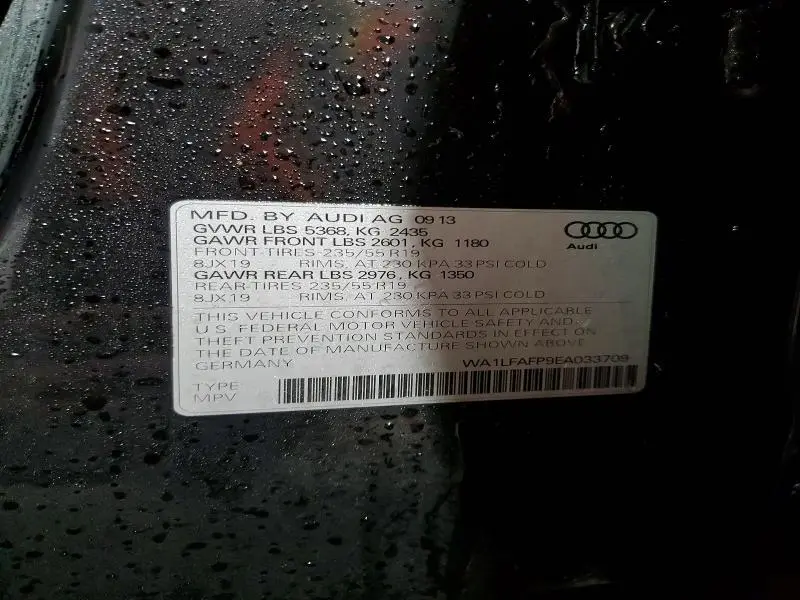 MFD. BY AUDI AG 0913
GVWR LBS 5368, KG 2435
GAWR FRONT LBS 2601, KG 1180
FRONT-TIRES-235/55 R19
8JX19 RIMS, AT 230 KPA 33 PSI COLD
GAWR REAR LBS 2976, KG 1350
REAR-TIRES-235/55 R19
8JX19 RIMS, AT 230 KPA 33 PSI COLD
Audi
THIS VEHICLE CONFORMS TO ALL APPLICABLE
U.S. FEDERAL MOTOR VEHICLE SAFETY AND
THEFT PREVENTION STANDARDS IN EFFECT ON
THE DATE OF MANUFACTURE SHOWN ABOVE
GERMANY WA1LFAFP9EA033709
TYPE
MPV